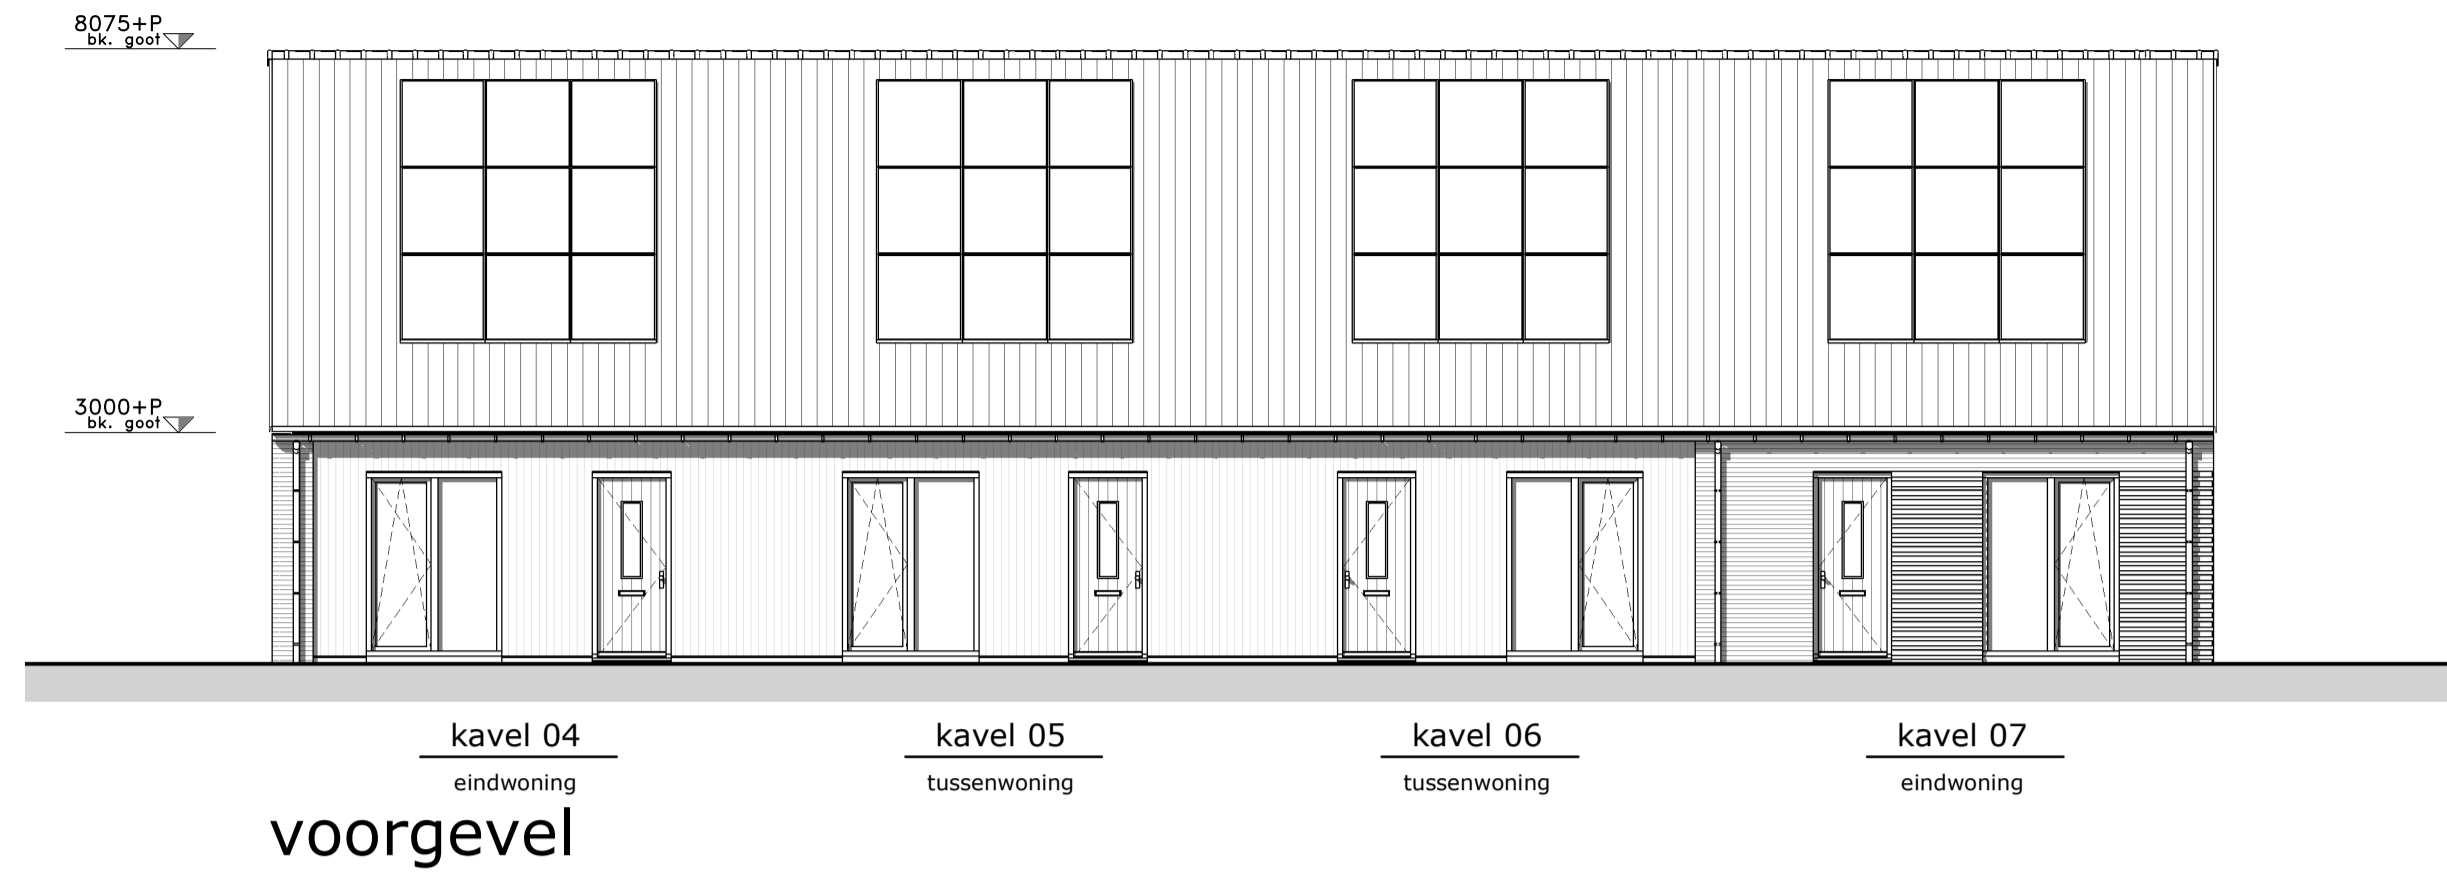 8075+P
bk. goot
3000+P
bk. goot
kavel 04
eindwoning
kavel 05
tussenwoning
kavel 06
tussenwoning
kavel 07
eindwoning
voorgevel